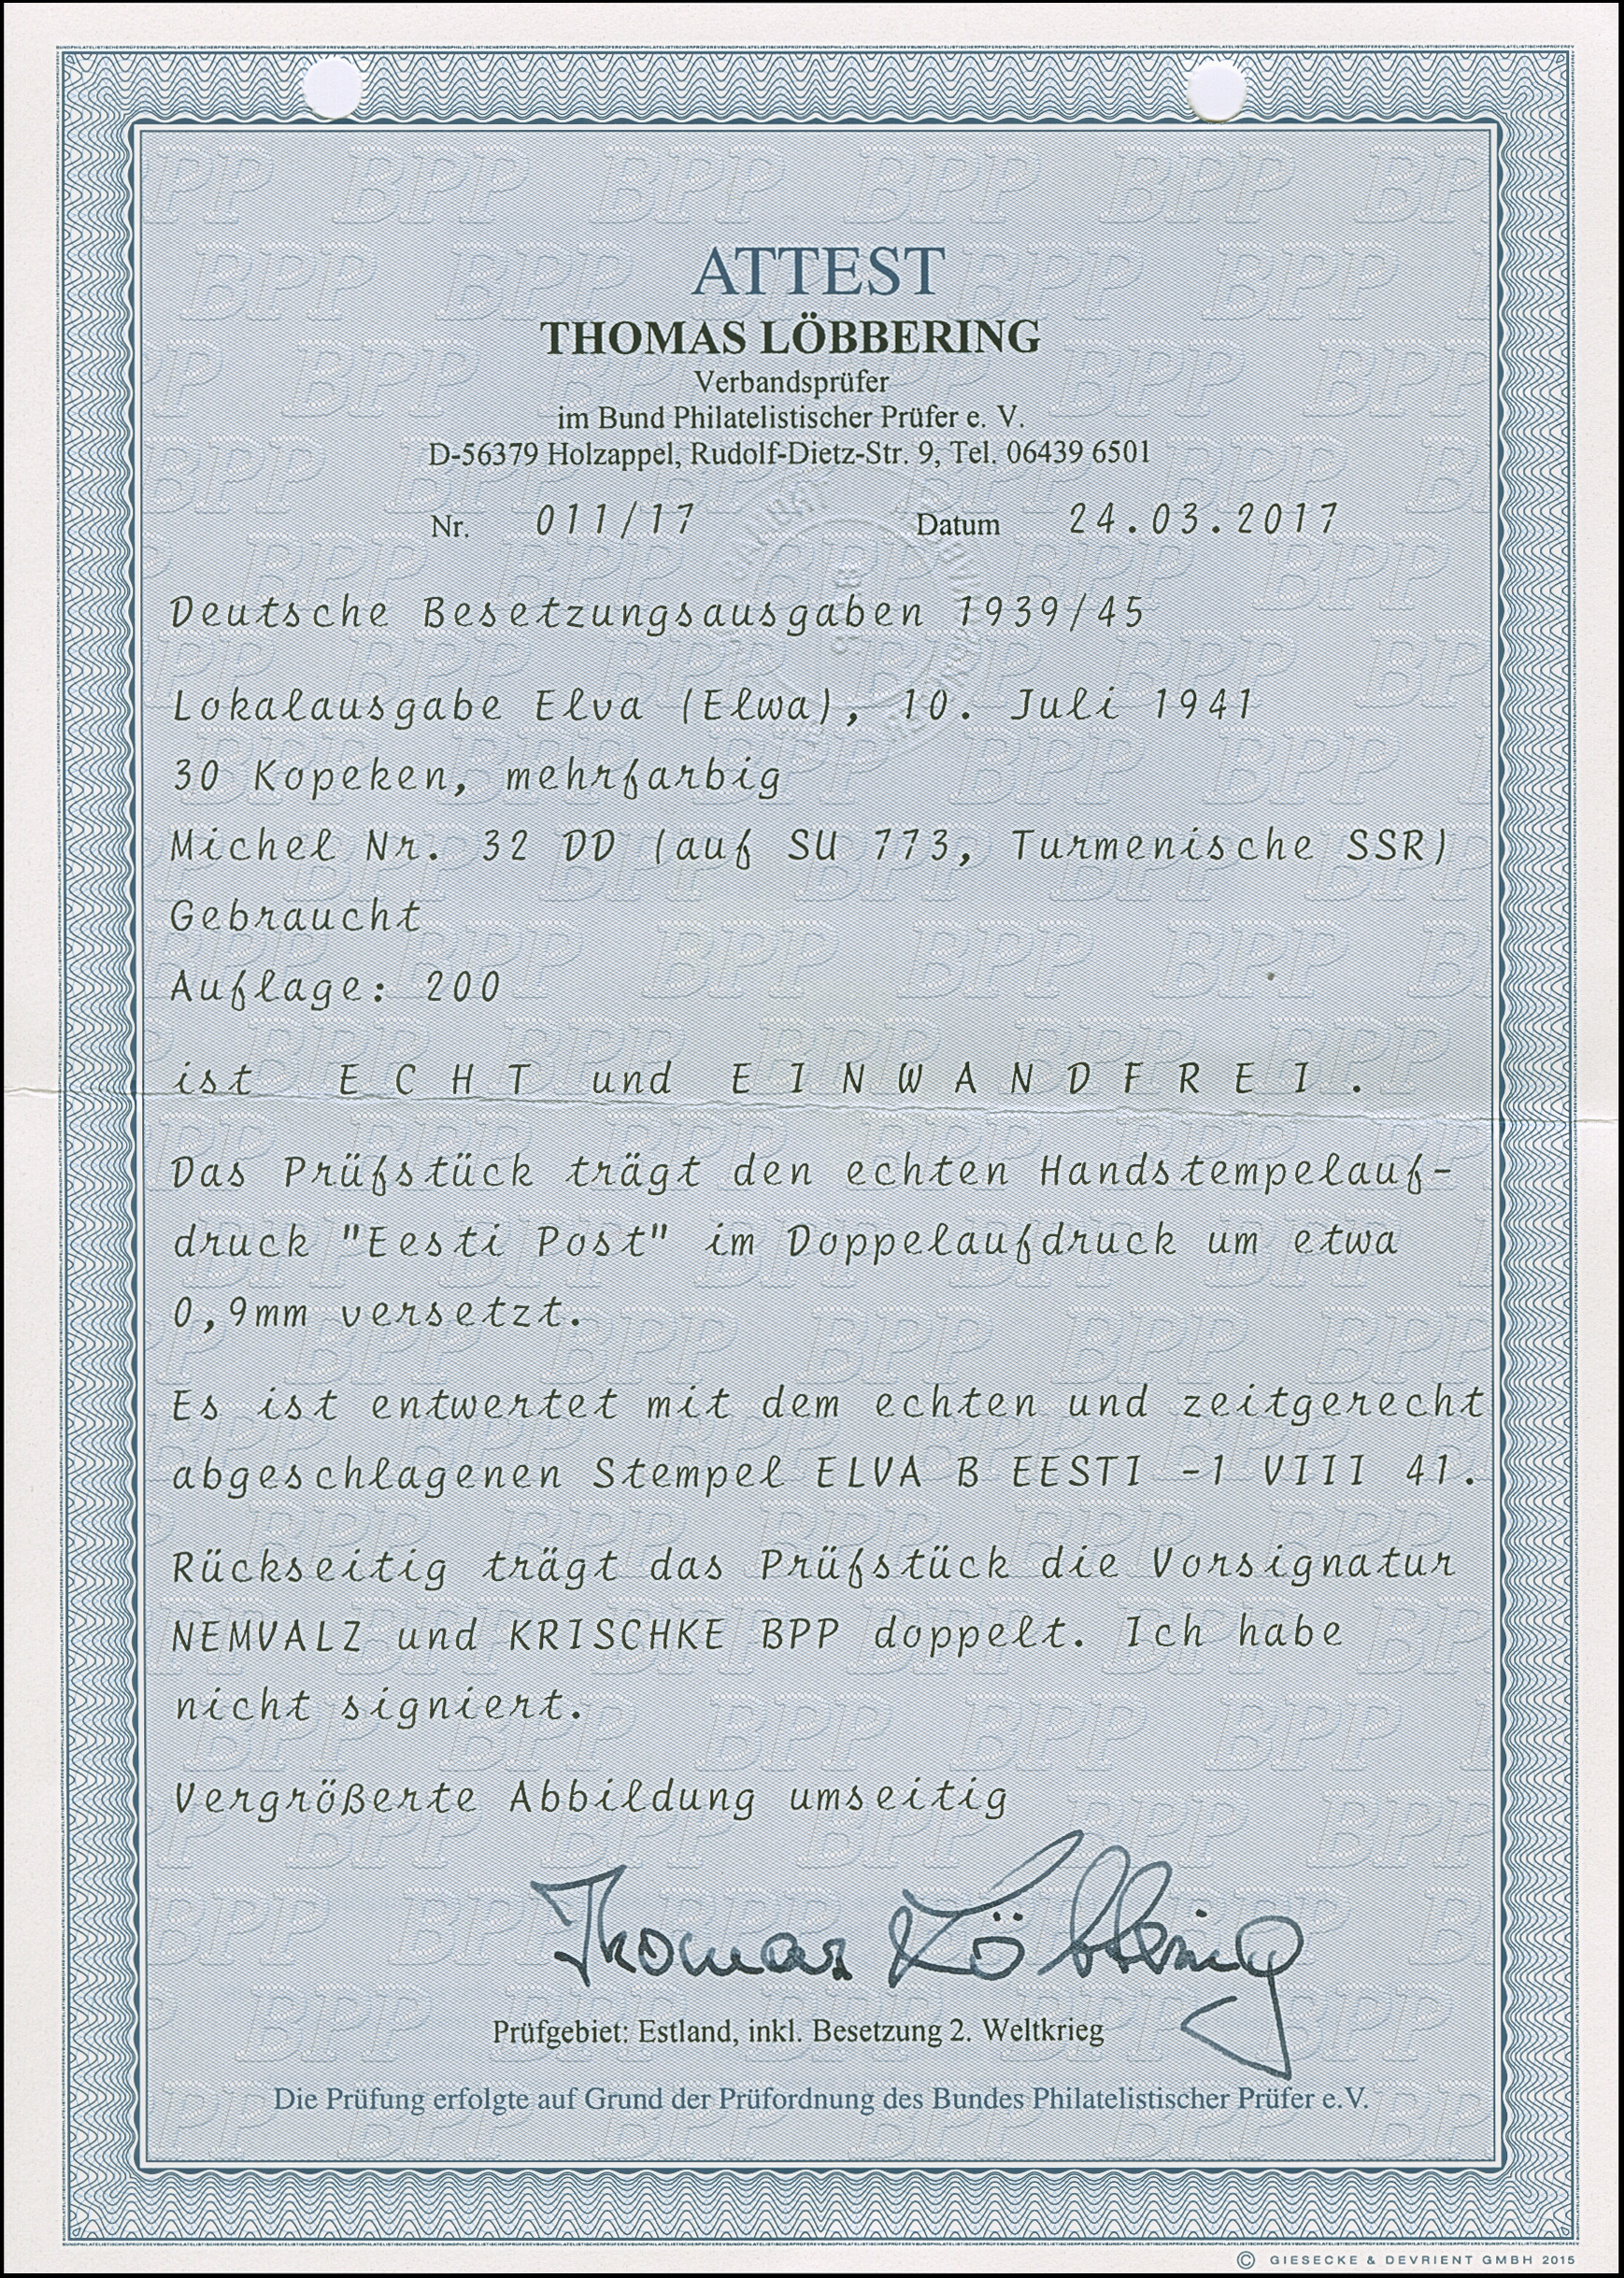 ATTEST
THOMAS LÖBBERING
Verbandsprüfer
im Bund Philatelistischer Prüfer e. V.
D-56379 Holzappel, Rudolf-Dietz-Str. 9, Tel. 06439 6501
Nr. 011/17 Datum 24.03.2017
Deutsche Besetzungsausgaben 1939/45
Lokalausgabe Elva (Elwa), 10. Juli 1941
30 Kopeken, mehrfarbig
Michel Nr. 32 DD (auf SU 773, Turmenische SSR)
Gebraucht
Auflage: 200
ist E C H T und E I N W A N D F R E I .
Das Prüfstück trägt den echten Handstempelauf-
druck "Eesti Post" im Doppelaufdruck um etwa
0,9mm versetzt.
Es ist entwertet mit dem echten und zeitgerecht
abgeschlagenen Stempel ELVA B EESTI -1 VIII 41.
Rückseitig trägt das Prüfstück die Vorsignatur
NEMVALZ und KRISCHKE BPP doppelt. Ich habe
nicht signiert.
Vergrößerte Abbildung umseitig
Thomas Löbbering
Prüfgebiet: Estland, inkl. Besetzung 2. Weltkrieg
Die Prüfung erfolgte auf Grund der Prüfordnung des Bundes Philatelistischer Prüfer e.V.
© GIESECKE & DEVRIENT GMBH 2015